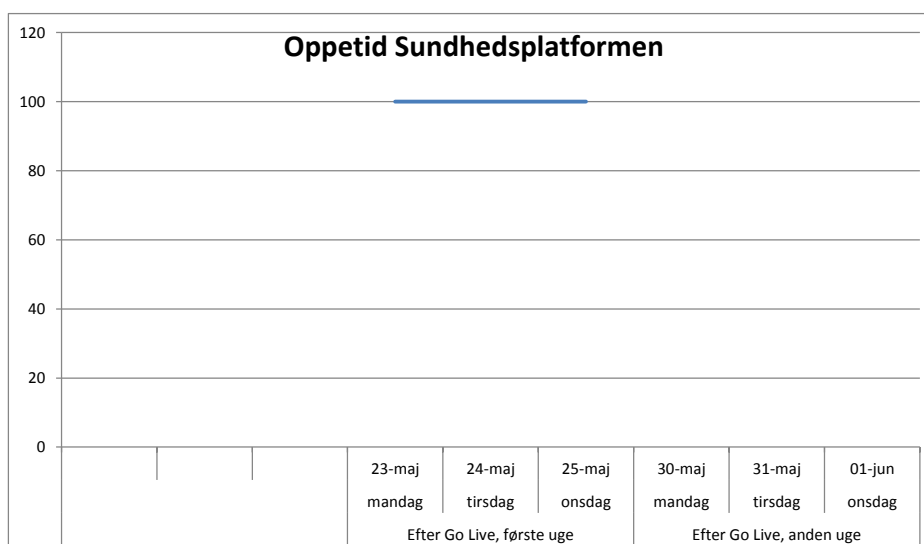 Oppetid Sundhedsplatformen
120
100
80
60
40
20
0
23-maj 24-maj 25-maj 30-maj 31-maj 01-jun
mandag tirsdag onsdag mandag tirsdag onsdag
Efter Go Live, første uge Efter Go Live, anden uge